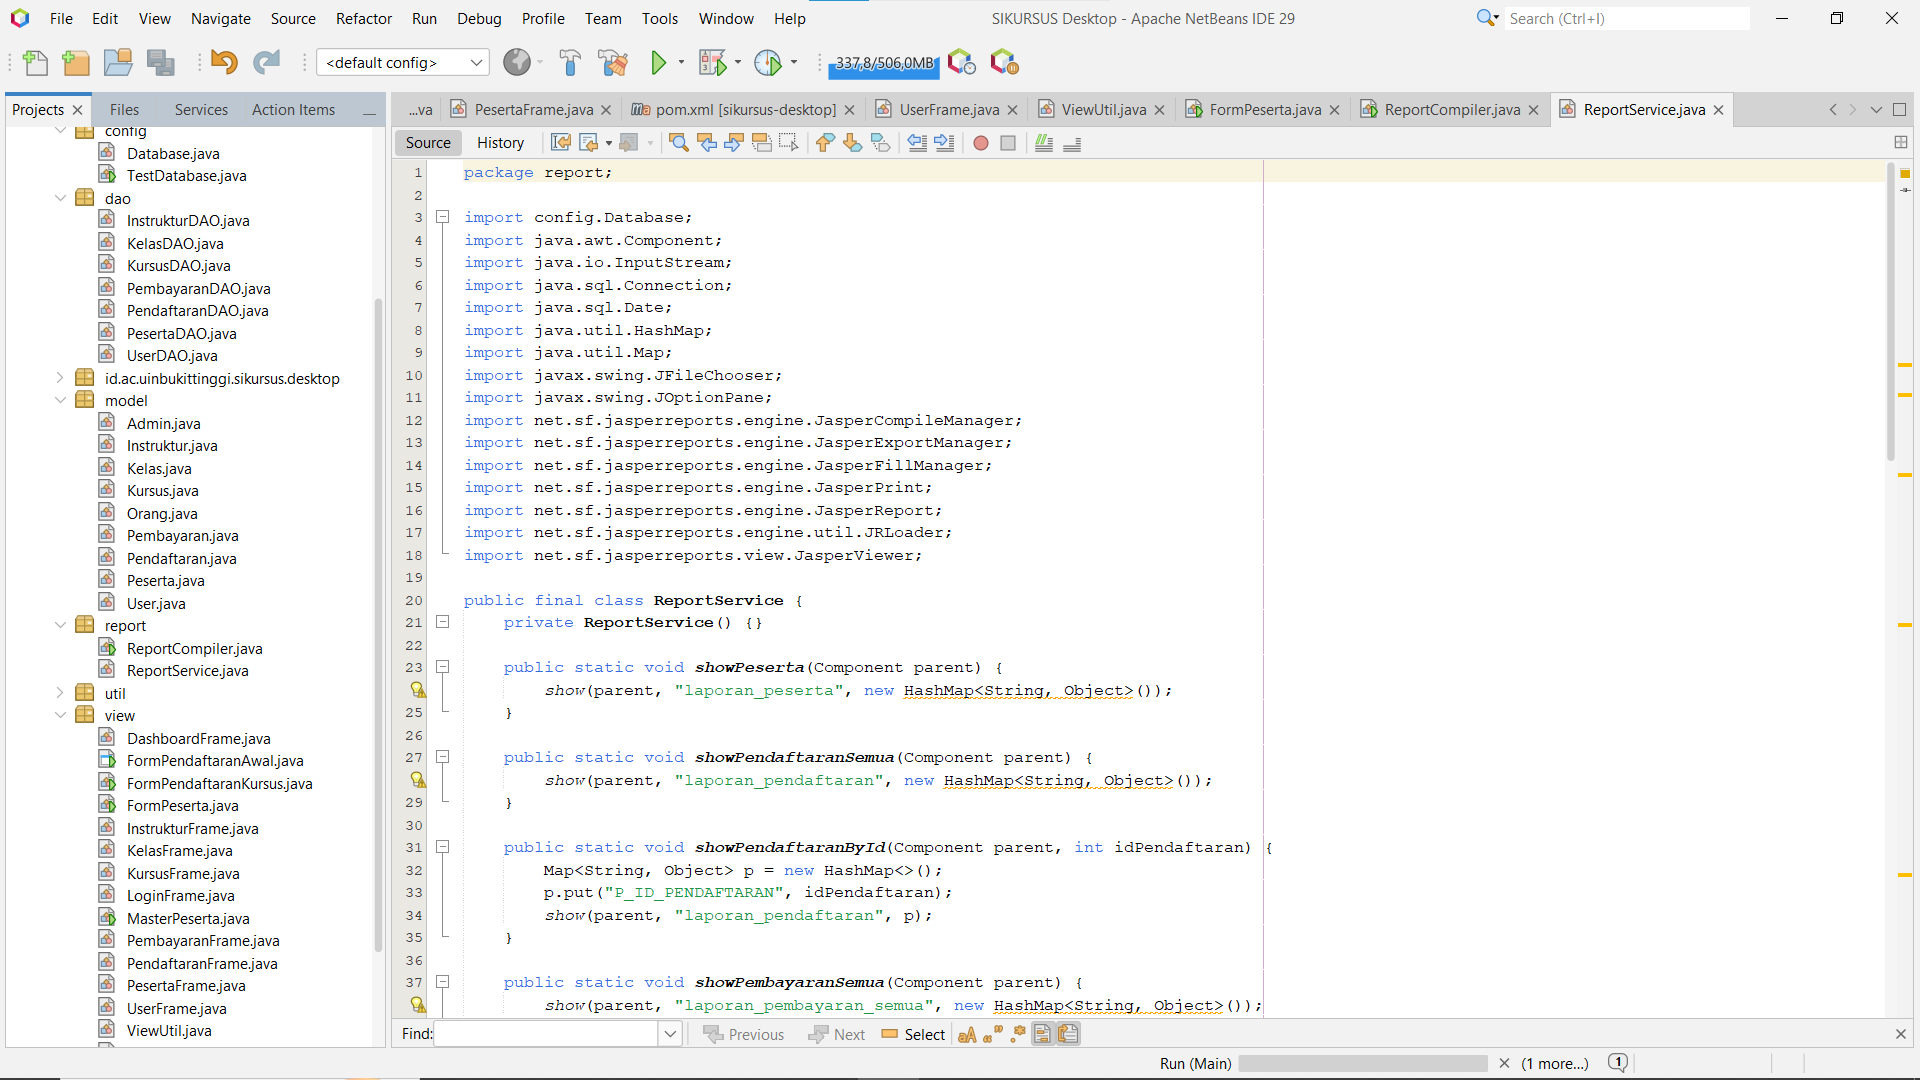 File Edit View Navigate Source Refactor Run Debug Profile Team Tools Window Help SIKURSUS Desktop - Apache NetBeans IDE 29 Search (Ctrl+I)
<default config> 337,8/506,0MB
Projects Files Services Action Items
...va PesertaFrame.java pom.xml [sikursus-desktop] UserFrame.java ViewUtil.java FormPeserta.java ReportCompiler.java ReportService.java
Source History
config
Database.java
TestDatabase.java
dao
InstrukturDAO.java
KelasDAO.java
KursusDAO.java
PembayaranDAO.java
PendaftaranDAO.java
PesertaDAO.java
UserDAO.java
id.ac.uinbukittinggi.sikursus.desktop
model
Admin.java
Instruktur.java
Kelas.java
Kursus.java
Orang.java
Pembayaran.java
Pendaftaran.java
Peserta.java
User.java
report
ReportCompiler.java
ReportService.java
util
view
DashboardFrame.java
FormPendaftaranAwal.java
FormPendaftaranKursus.java
FormPeserta.java
InstrukturFrame.java
KelasFrame.java
KursusFrame.java
LoginFrame.java
MasterPeserta.java
PembayaranFrame.java
PendaftaranFrame.java
PesertaFrame.java
UserFrame.java
ViewUtil.java
1 package report;
2
3 import config.Database;
4 import java.awt.Component;
5 import java.io.InputStream;
6 import java.sql.Connection;
7 import java.sql.Date;
8 import java.util.HashMap;
9 import java.util.Map;
10 import javax.swing.JFileChooser;
11 import javax.swing.JOptionPane;
12 import net.sf.jasperreports.engine.JasperCompileManager;
13 import net.sf.jasperreports.engine.JasperExportManager;
14 import net.sf.jasperreports.engine.JasperFillManager;
15 import net.sf.jasperreports.engine.JasperPrint;
16 import net.sf.jasperreports.engine.JasperReport;
17 import net.sf.jasperreports.engine.util.JRLoader;
18 import net.sf.jasperreports.view.JasperViewer;
19
20 public final class ReportService {
21 private ReportService() {}
22
23 public static void showPeserta(Component parent) {
show(parent, "laporan_peserta", new HashMap<String, Object>());
25 }
26
27 public static void showPendaftaranSemua(Component parent) {
show(parent, "laporan_pendaftaran", new HashMap<String, Object>());
29 }
30
31 public static void showPendaftaranById(Component parent, int idPendaftaran) {
32 Map<String, Object> p = new HashMap<>();
33 p.put("P_ID_PENDAFTARAN", idPendaftaran);
34 show(parent, "laporan_pendaftaran", p);
35 }
36
37 public static void showPembayaranSemua(Component parent) {
show(parent, "laporan_pembayaran_semua", new HashMap<String, Object>());
Find: Previous Next Select
Run (Main) (1 more...) 1